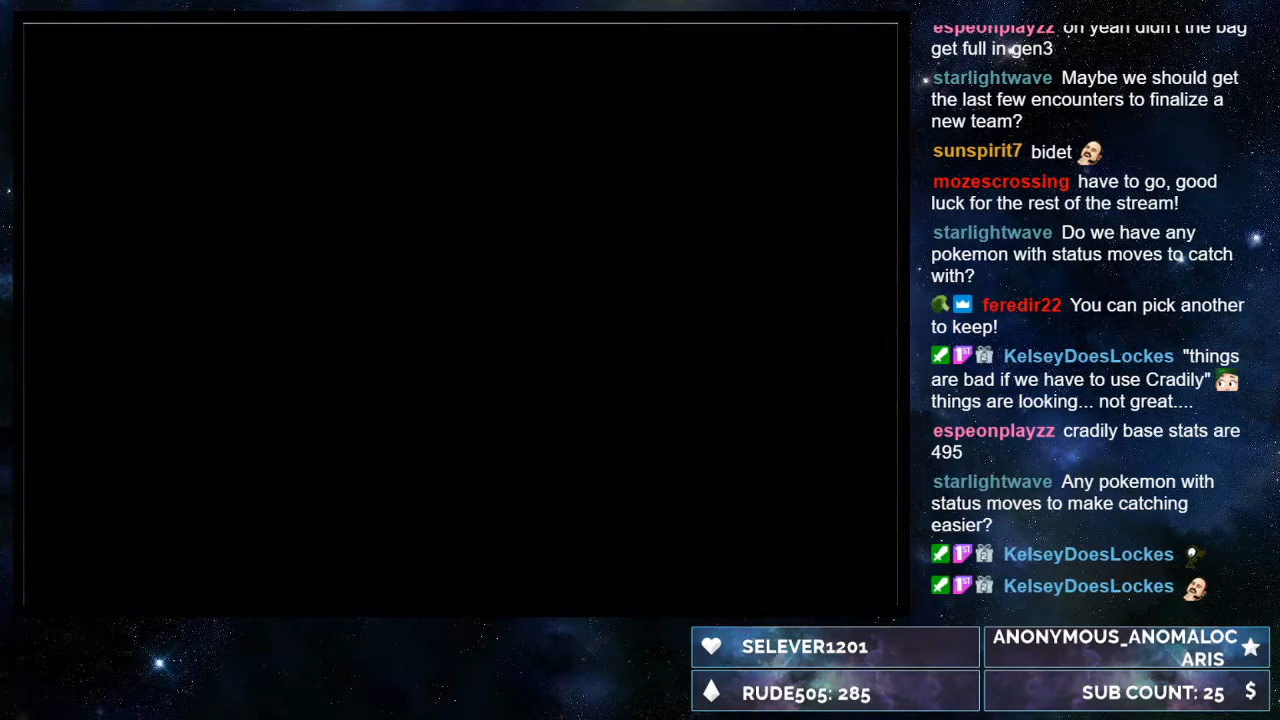 espeonplayzz oh yeah didn't the bag
get full in gen3
starlightwave Maybe we should get
the last few encounters to finalize a
new team?
sunspirit7 bidet
mozescrossing have to go, good
luck for the rest of the stream!
starlightwave Do we have any
pokemon with status moves to catch
with?
feredir22 You can pick another
to keep!
KelseyDoesLockes "things
are bad if we have to use Cradily"
things are looking... not great....
espeonplayzz cradily base stats are
495
starlightwave Any pokemon with
status moves to make catching
easier?
KelseyDoesLockes
KelseyDoesLockes
SELEVER1201
ANONYMOUS_ANOMALOC
ARIS
RUDE505: 285
SUB COUNT: 25 $